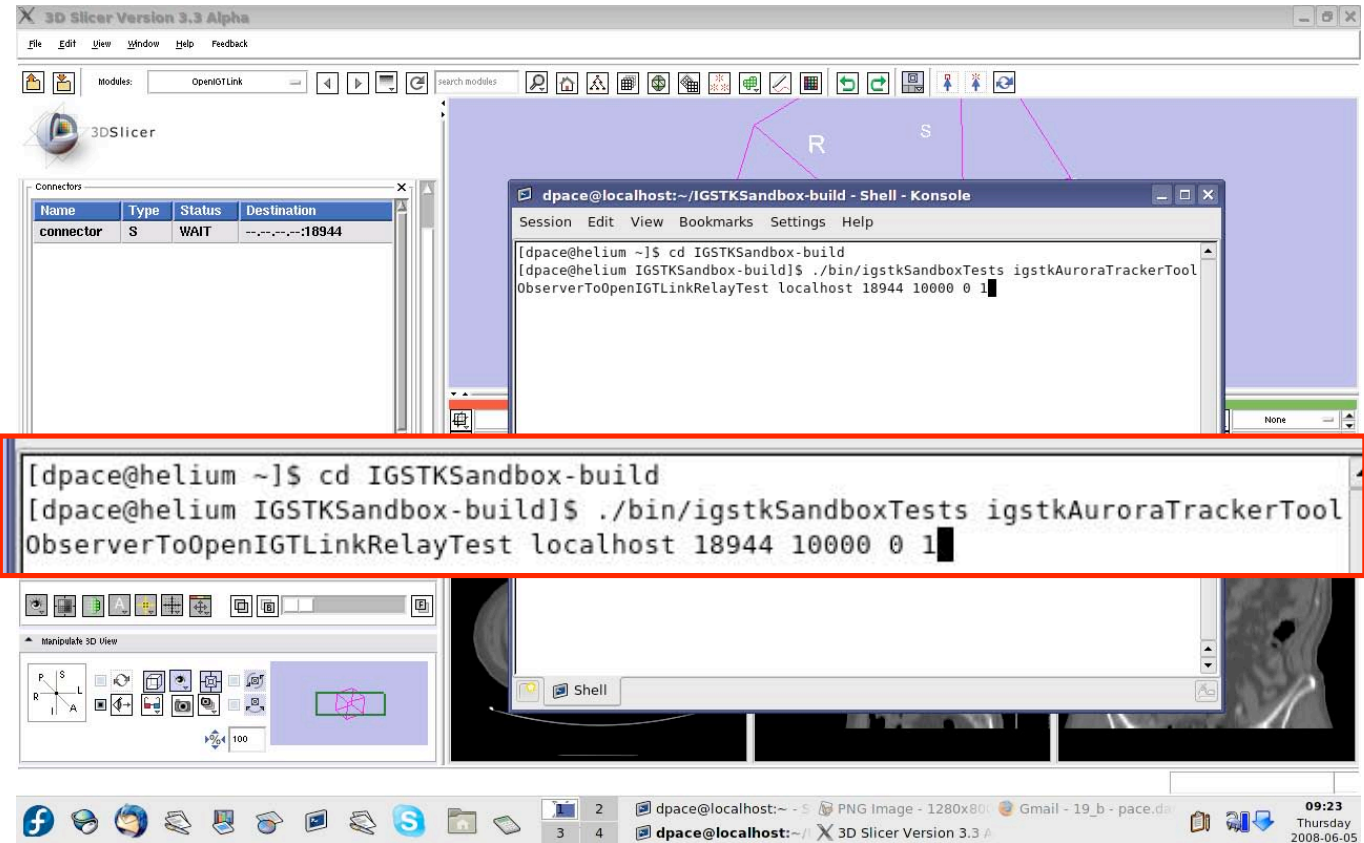 3D Slicer Version 3.3 Alpha
File Edit View Window Help Feedback
Modules: OpenIGTLink search modules
3DSlicer
R S
Connectors
Name Type Status Destination
connector S WAIT --.--.--.--:18944
dpace@localhost:~/IGSTKSandbox-build - Shell - Konsole
Session Edit View Bookmarks Settings Help
[dpace@helium ~]$ cd IGSTKSandbox-build
[dpace@helium IGSTKSandbox-build]$ ./bin/igstkSandboxTests igstkAuroraTrackerTool
ObserverToOpenIGTLinkRelayTest localhost 18944 10000 0 1
None
[dpace@helium ~]$ cd IGSTKSandbox-build
[dpace@helium IGSTKSandbox-build]$ ./bin/igstkSandboxTests igstkAuroraTrackerTool
ObserverToOpenIGTLinkRelayTest localhost 18944 10000 0 1
Manipulate 3D View
P S
R L
I A
100
Shell
1 2
3 4
dpace@localhost:~ - S
PNG Image - 1280x80
Gmail - 19_b - pace.da
dpace@localhost:~/
3D Slicer Version 3.3 A
09:23
Thursday
2008-06-05